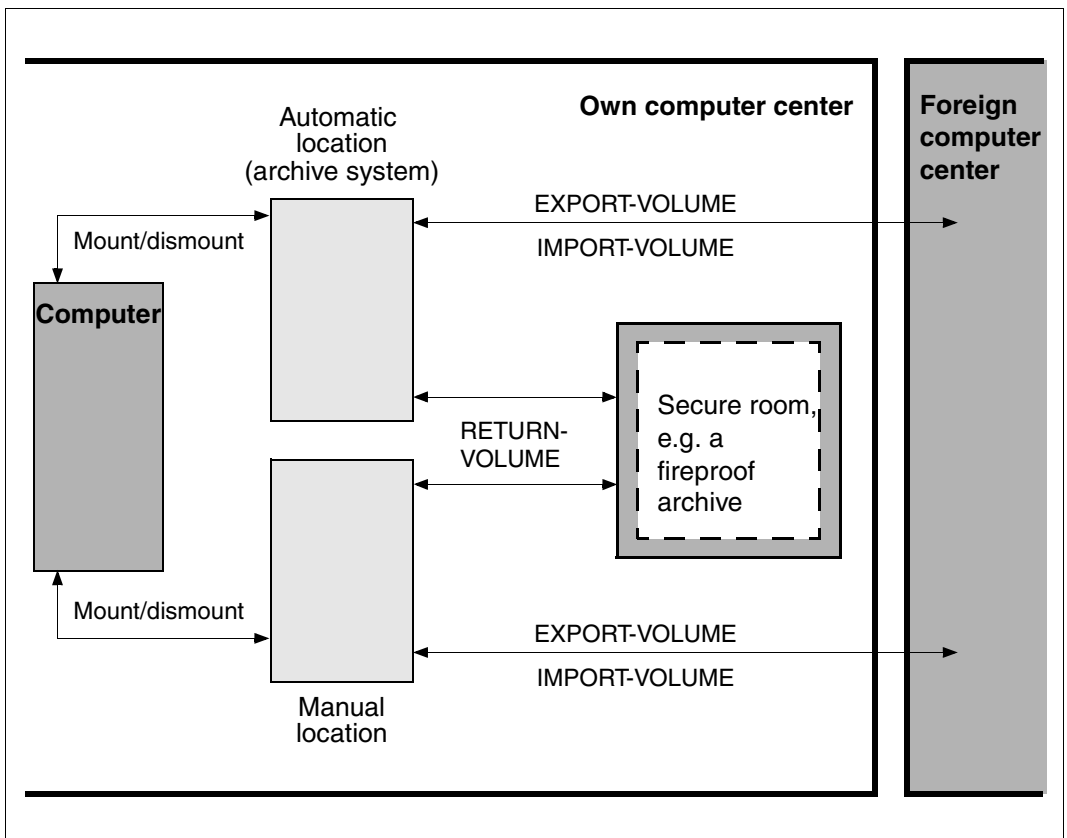 Own computer center
Foreign
computer
center
Automatic
location
(archive system)
EXPORT-VOLUME
IMPORT-VOLUME
Mount/dismount
Computer
Secure room,
e.g. a
fireproof
archive
RETURN-
VOLUME
Mount/dismount
EXPORT-VOLUME
IMPORT-VOLUME
Manual
location